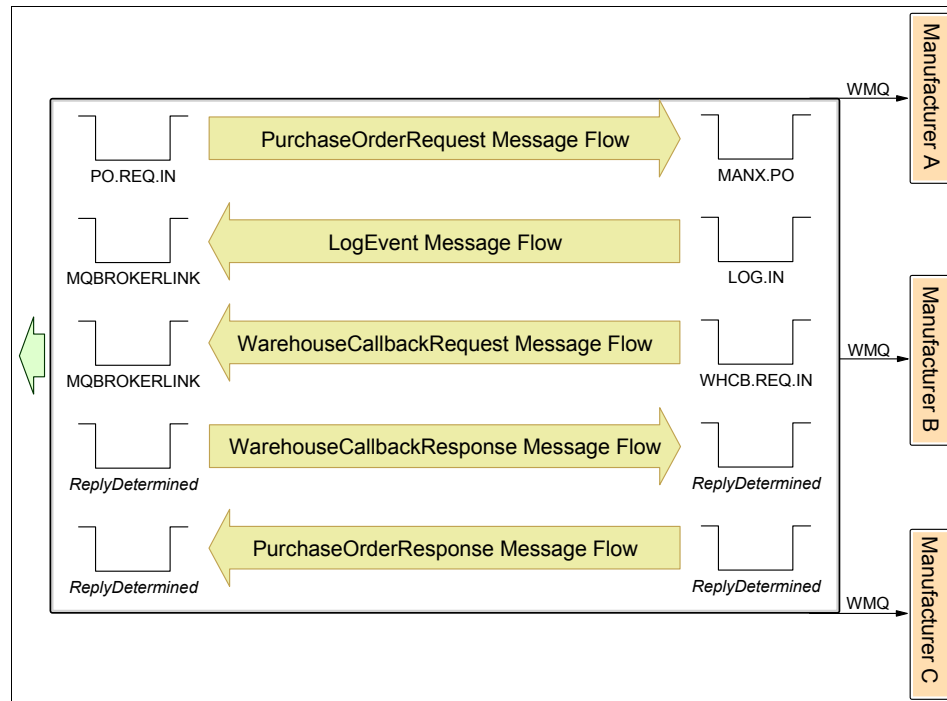 Manufacturer A
WMQ
PurchaseOrderRequest Message Flow
PO.REQ.IN
MANX.PO
LogEvent Message Flow
MQBROKERLINK
LOG.IN
Manufacturer B
WMQ
WarehouseCallbackRequest Message Flow
MQBROKERLINK
WHCB.REQ.IN
WarehouseCallbackResponse Message Flow
ReplyDetermined
ReplyDetermined
PurchaseOrderResponse Message Flow
ReplyDetermined
ReplyDetermined
WMQ
Manufacturer C